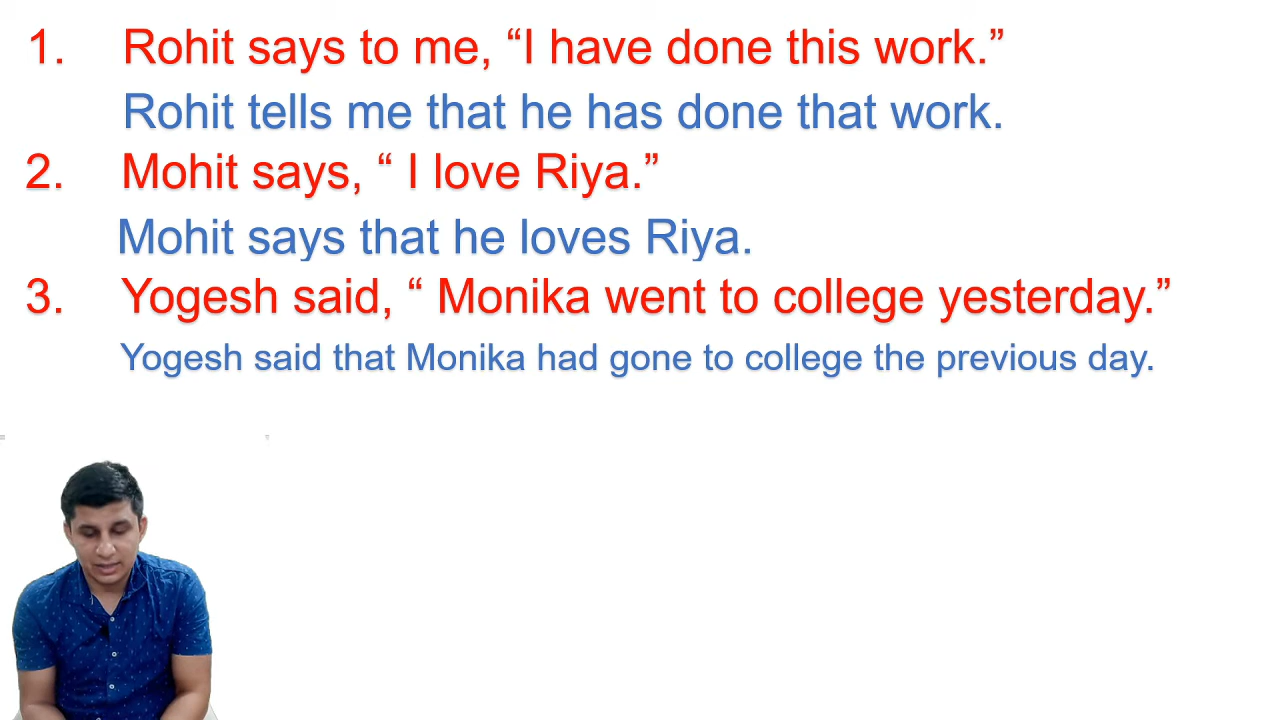 1. Rohit says to me, “I have done this work.”
Rohit tells me that he has done that work.
2. Mohit says, “ I love Riya.”
Mohit says that he loves Riya.
3. Yogesh said, “ Monika went to college yesterday.”
Yogesh said that Monika had gone to college the previous day.